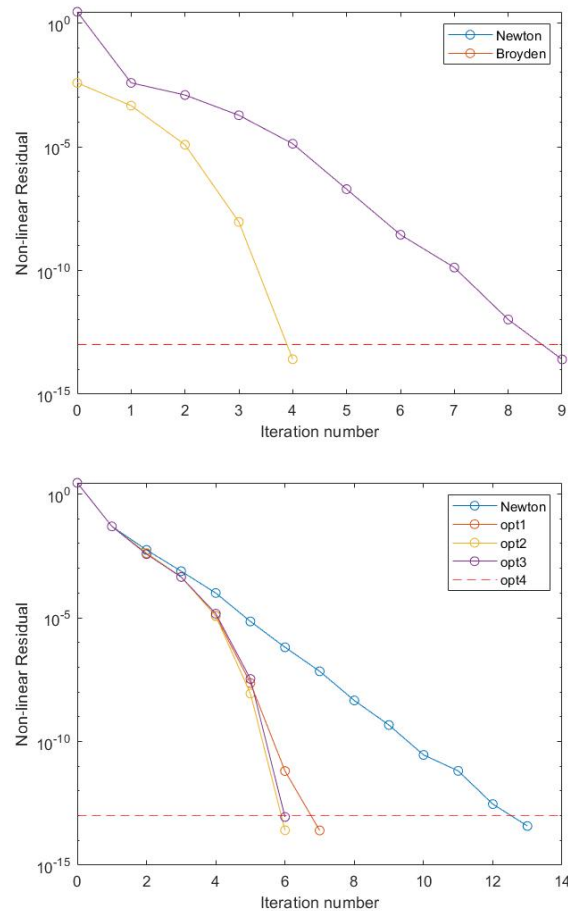 10^0
10^-5
10^-10
10^-15
Non-linear Residual
Newton
Broyden
0 1 2 3 4 5 6 7 8 9
Iteration number
10^0
10^-5
10^-10
10^-15
Non-linear Residual
Newton
opt1
opt2
opt3
opt4
0 2 4 6 8 10 12 14
Iteration number